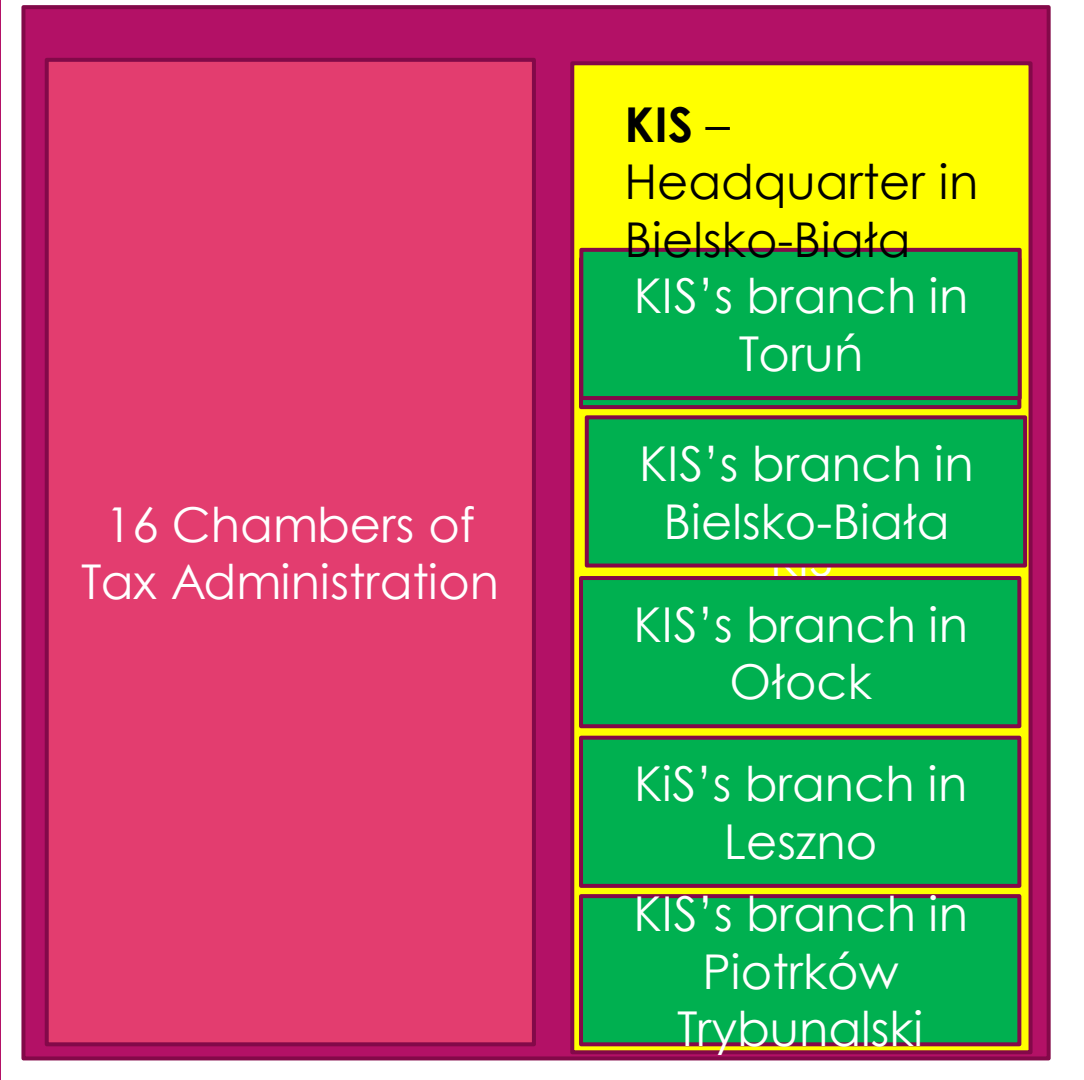 16 Chambers of
Tax Administration
KIS –
Headquarter in
Bielsko-Biała
KIS's branch in
Toruń
KIS's branch in
Bielsko-Biała
KIS's branch in
Ołock
KiS's branch in
Leszno
KIS's branch in
Piotrków
Trybunalski